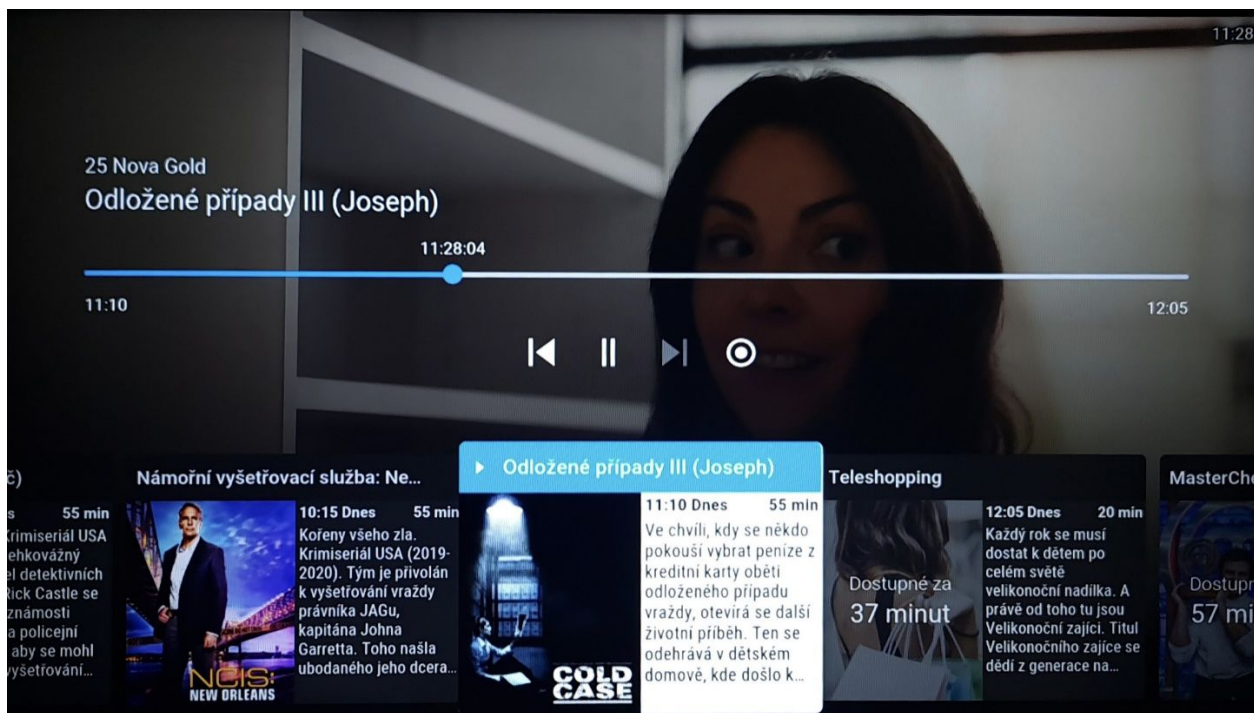 11:28
25 Nova Gold
Odložené případy III (Joseph)
11:28:04
11:10
12:05
č)
s 55 min
Krimiseriál USA
ehkovážný
el detektivních
Rick Castle se
známosti
a policejní
aby se mohl
vyšetřování...
Námořní vyšetřovací služba: Ne...
10:15 Dnes 55 min
Kořeny všeho zla.
Krimiseriál USA (2019-
2020). Tým je přivolán
k vyšetřování vraždy
právníka JAGu,
kapitána Johna
Garretta. Toho našla
ubodaného jeho dcera...
NCIS:
NEW ORLEANS
Odložené případy III (Joseph)
11:10 Dnes 55 min
Ve chvíli, kdy se někdo
pokouší vybrat peníze z
kreditní karty oběti
odloženého případu
vraždy, otevírá se další
životní příběh. Ten se
odehrává v dětském
domově, kde došlo k...
COLD
CASE
Teleshopping
Dostupné za
37 minut
12:05 Dnes 20 min
Každý rok se musí
dostat k dětem po
celém světě
velikonoční nadílka. A
právě od toho tu jsou
Velikonoční zajíci. Titul
Velikonočního zajíce se
dědí z generace na...
MasterChe
Dostupn
57 mi